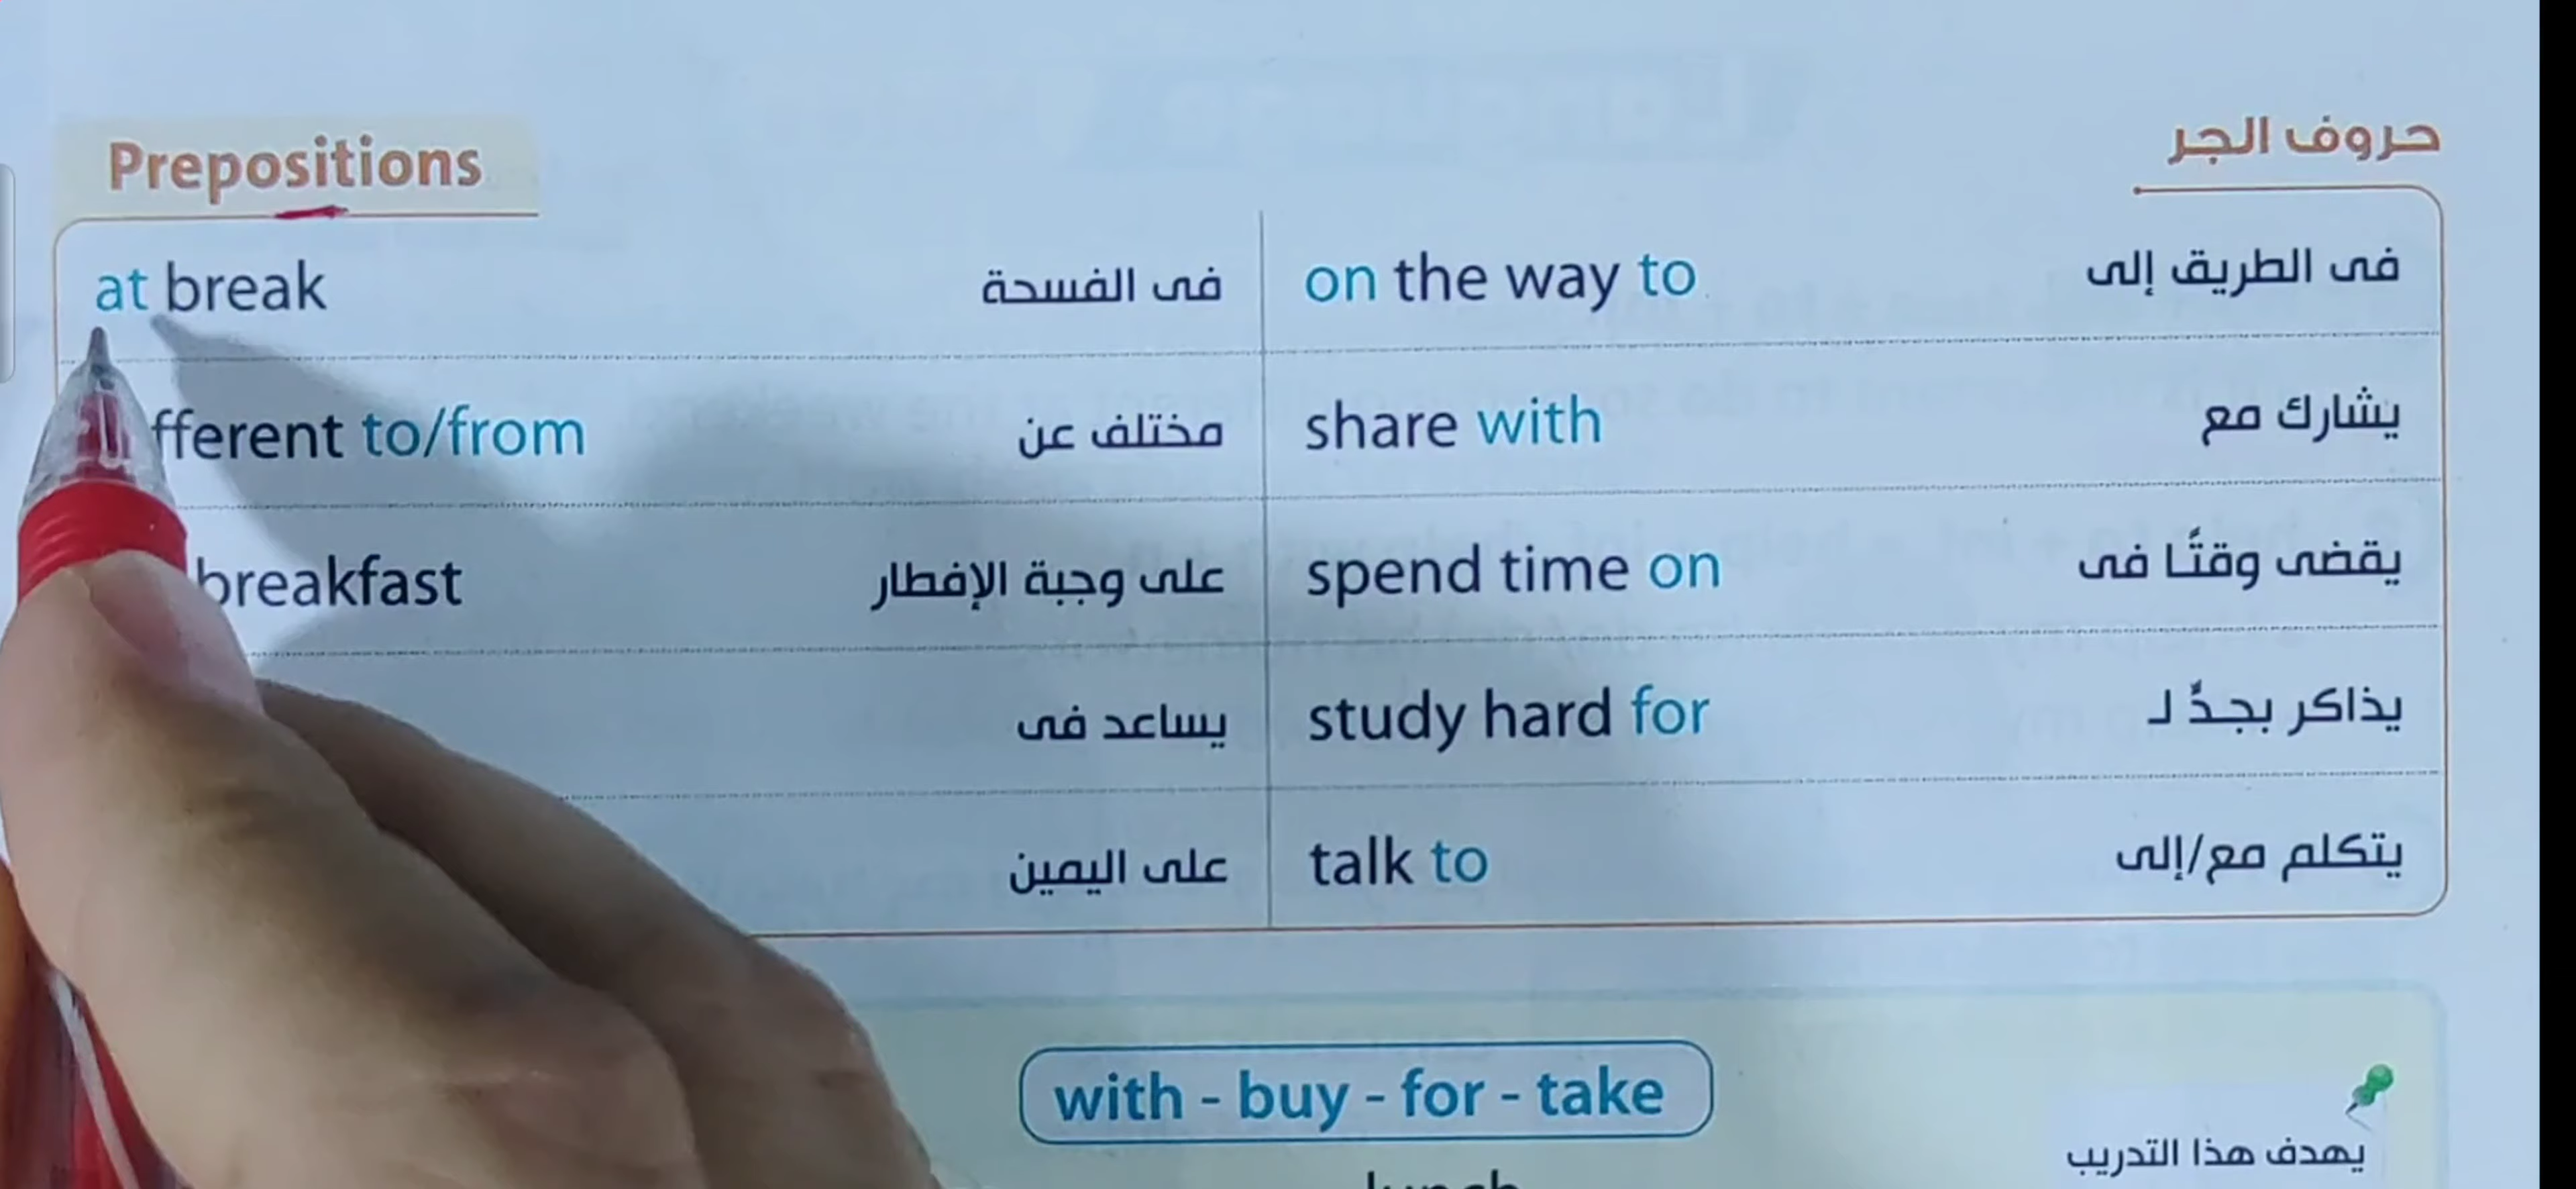 Prepositions
حروف الجر
at break
فى الفسحة
on the way to
فى الطريق إلى
fferent to/from
مختلف عن
share with
يشارك مع
breakfast
على وجبة الإفطار
spend time on
يقضى وقتًا فى
يساعد فى
study hard for
يذاكر بجدٍّ لـ
على اليمين
talk to
يتكلم مع/إلى
with - buy - for - take
يهدف هذا التدريب
lunch